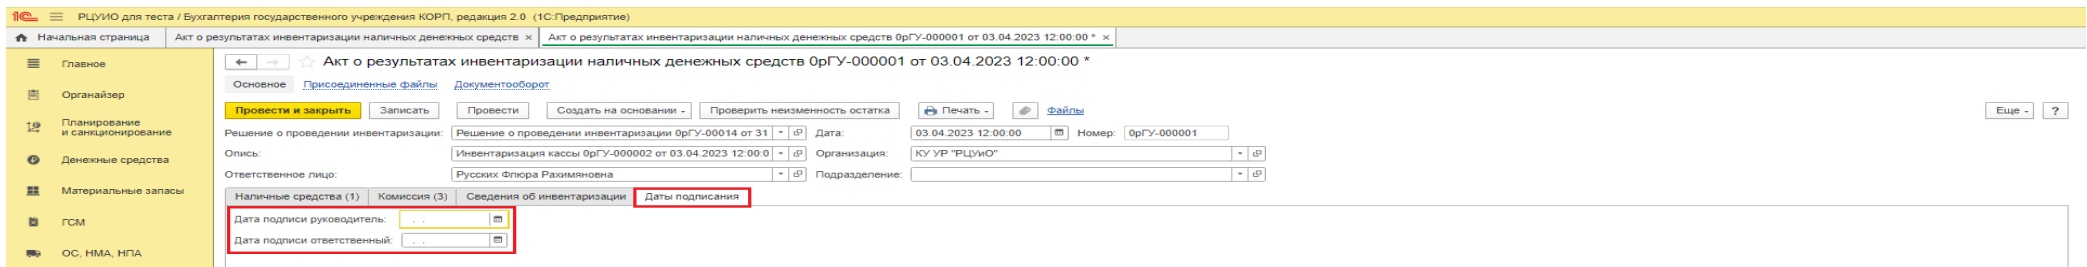 1С РЦУИО для теста / Бухгалтерия государственного учреждения КОРП, редакция 2.0 (1С:Предприятие)
Начальная страница Акт о результатах инвентаризации наличных денежных средств × Акт о результатах инвентаризации наличных денежных средств 0рГУ-000001 от 03.04.2023 12:00:00 * ×
Главное
Органайзер
Планирование
и санкционирование
Денежные средства
Материальные запасы
ГСМ
ОС, НМА, НПА
Акт о результатах инвентаризации наличных денежных средств 0рГУ-000001 от 03.04.2023 12:00:00 *
Основное Присоединенные файлы Документооборот
Провести и закрыть Записать Провести Создать на основании Проверить неизменность остатка Печать Файлы Еще ?
Решение о проведении инвентаризации: Решение о проведении инвентаризации 0рГУ-00014 от 31 Дата: 03.04.2023 12:00:00 Номер: 0рГУ-000001
Опись: Инвентаризация кассы 0рГУ-000002 от 03.04.2023 12:00:0 Организация: КУ УР "РЦУиО"
Ответственное лицо: Русских Флюра Рахимяновна Подразделение:
Наличные средства (1) Комиссия (3) Сведения об инвентаризации Даты подписания
Дата подписи руководитель: . .
Дата подписи ответственный: . .